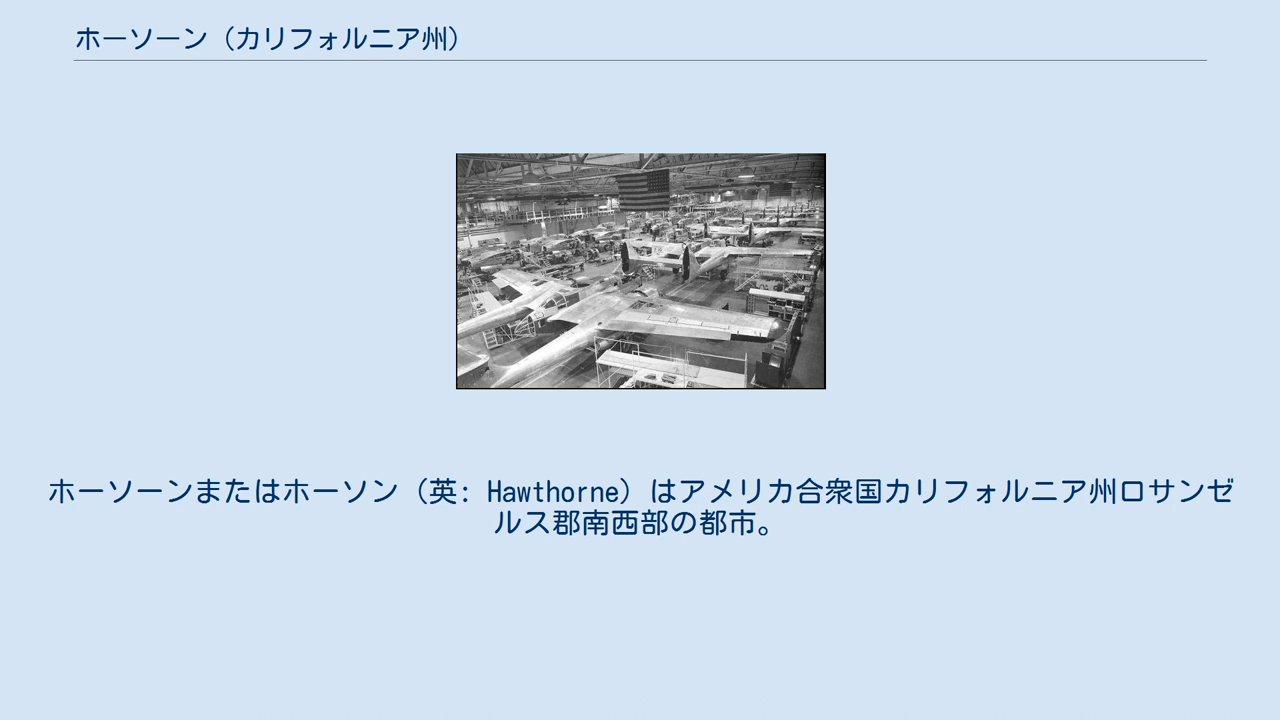 ホーソーン（カリフォルニア州）
ホーソーンまたはホーソン（英: Hawthorne）はアメリカ合衆国カリフォルニア州ロサンゼ
ルス郡南西部の都市。